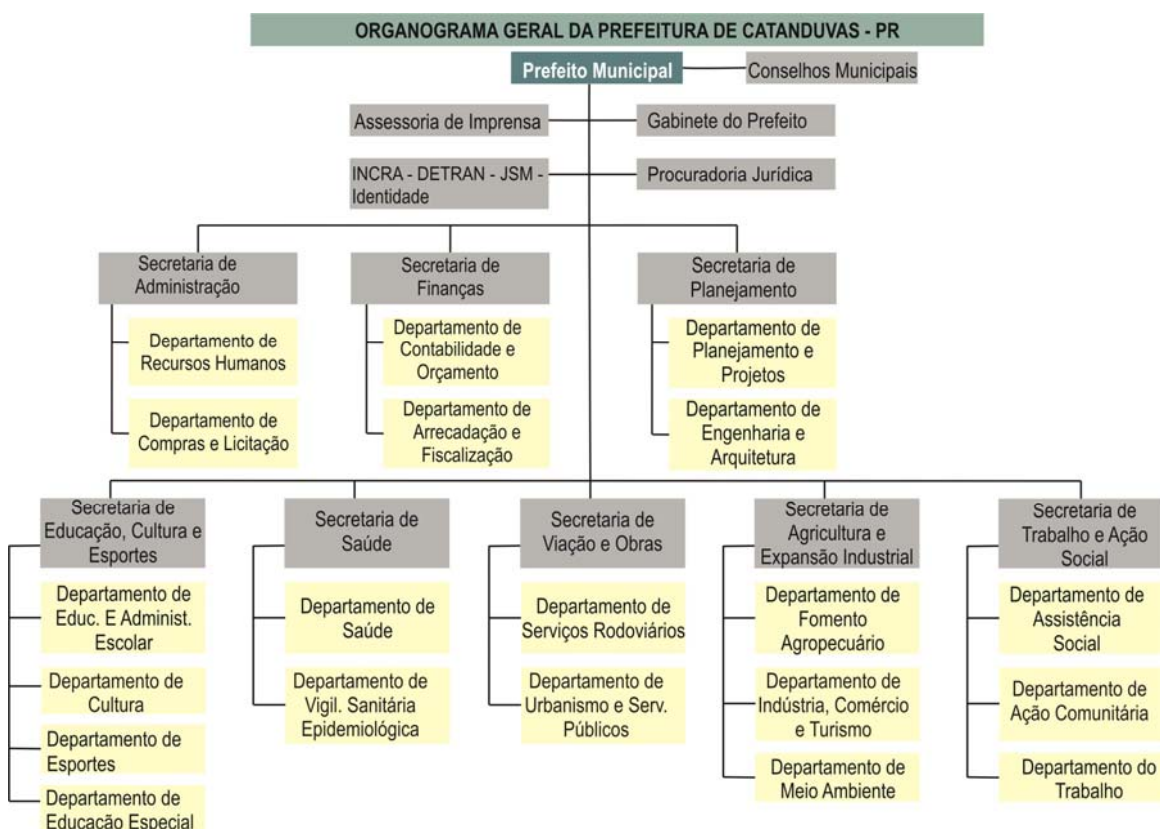 ORGANOGRAMA GERAL DA PREFEITURA DE CATANDUVAS - PR
Prefeito Municipal
Conselhos Municipais
Assessoria de Imprensa
Gabinete do Prefeito
INCRA - DETRAN - JSM -
Identidade
Procuradoria Jurídica
Secretaria de
Administração
Departamento de
Recursos Humanos
Departamento de
Compras e Licitação
Secretaria de
Finanças
Departamento de
Contabilidade e
Orçamento
Departamento de
Arrecadação e
Fiscalização
Secretaria de
Planejamento
Departamento de
Planejamento e
Projetos
Departamento de
Engenharia e
Arquitetura
Secretaria de
Educação, Cultura e
Esportes
Departamento de
Educ. E Administ.
Escolar
Departamento de
Cultura
Departamento de
Esportes
Departamento de
Educação Especial
Secretaria de
Saúde
Departamento de
Saúde
Departamento de
Vigil. Sanitária
Epidemiológica
Secretaria de
Viação e Obras
Departamento de
Serviços Rodoviários
Departamento de
Urbanismo e Serv.
Públicos
Secretaria de
Agricultura e
Expansão Industrial
Departamento de
Fomento
Agropecuário
Departamento de
Indústria, Comércio
e Turismo
Departamento de
Meio Ambiente
Secretaria de
Trabalho e Ação
Social
Departamento de
Assistência
Social
Departamento de
Ação Comunitária
Departamento do
Trabalho